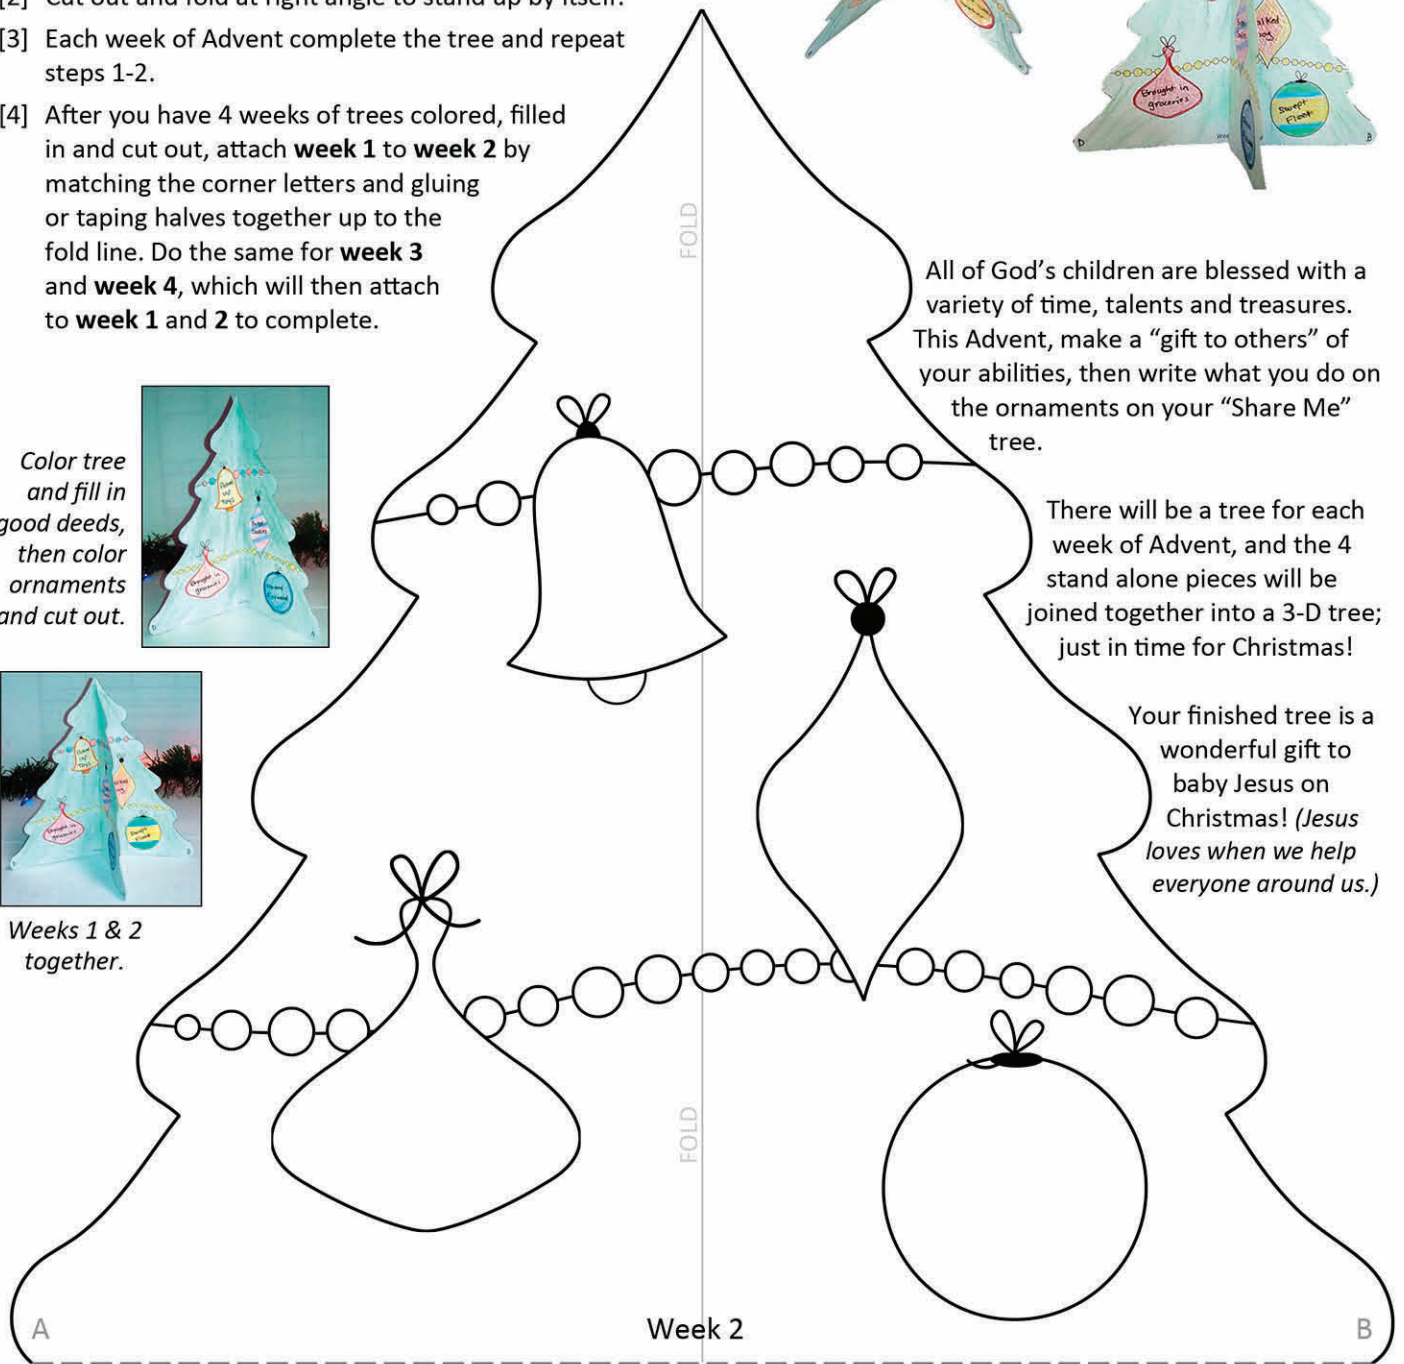 [2] Cut out and fold at right angle to stand up by itself.
[3] Each week of Advent complete the tree and repeat
steps 1-2.
[4] After you have 4 weeks of trees colored, filled
in and cut out, attach week 1 to week 2 by
matching the corner letters and gluing
or taping halves together up to the
fold line. Do the same for week 3
and week 4, which will then attach
to week 1 and 2 to complete.
Brought in
groceries
Swept
Floor
D
B
FOLD
All of God's children are blessed with a
variety of time, talents and treasures.
This Advent, make a "gift to others" of
your abilities, then write what you do on
the ornaments on your "Share Me"
tree.
Color tree
and fill in
good deeds,
then color
ornaments
and cut out.
Brought in
groceries
There will be a tree for each
week of Advent, and the 4
stand alone pieces will be
joined together into a 3-D tree;
just in time for Christmas!
Your finished tree is a
wonderful gift to
baby Jesus on
Christmas! (Jesus
loves when we help
everyone around us.)
Brought in
groceries
Swept
Floor
Weeks 1 & 2
together.
FOLD
A
Week 2
B